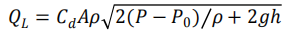 Q_L = C_d Aρ√2(P − P_0)/ρ + 2gh